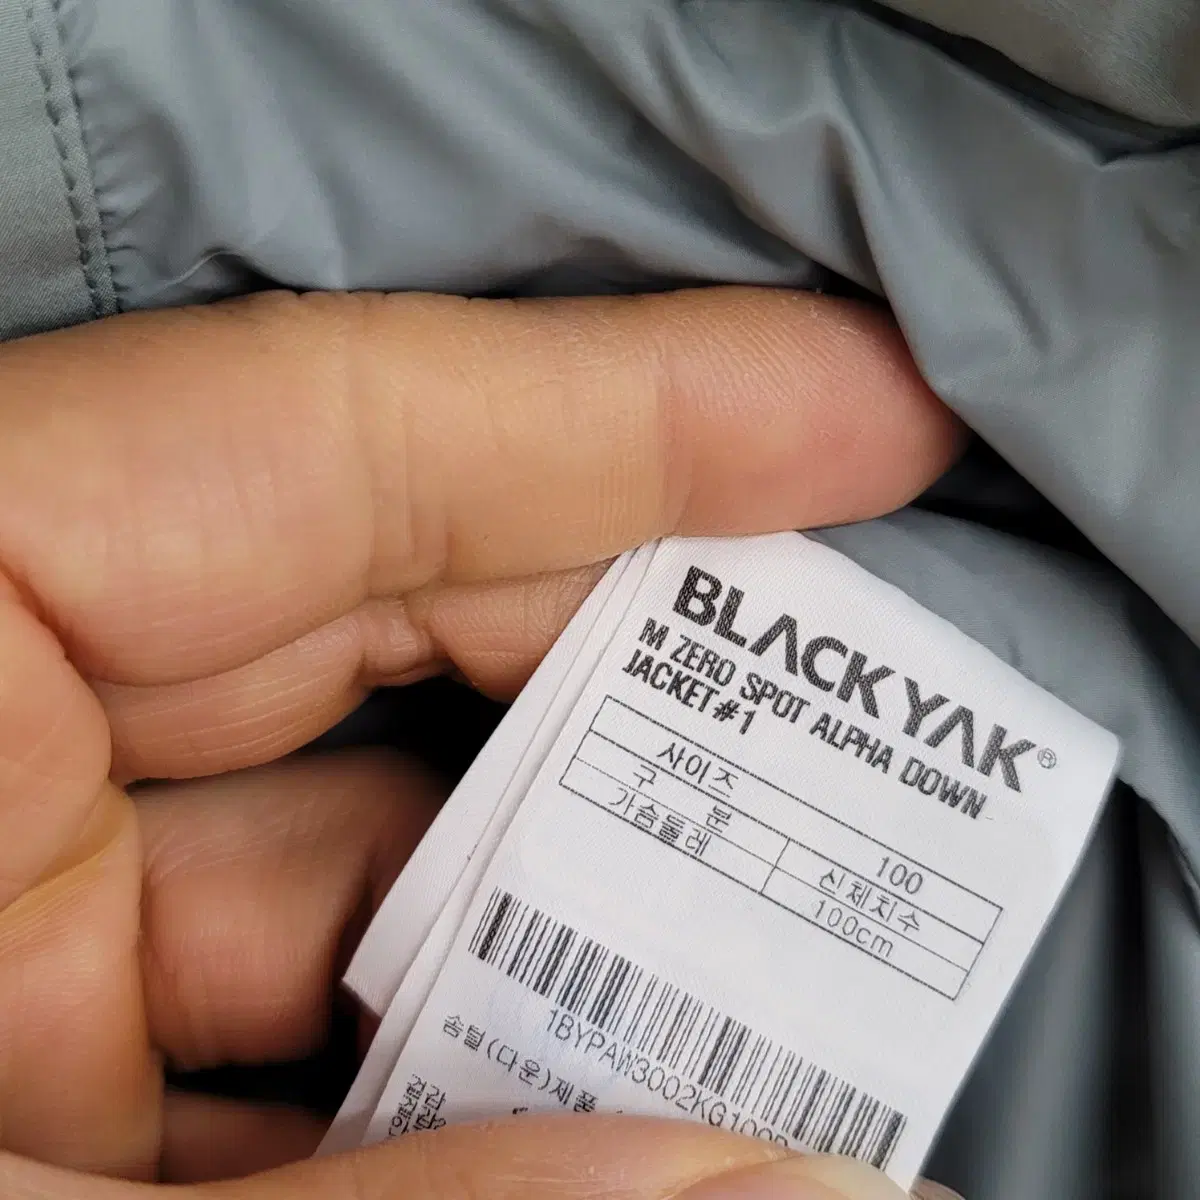 BLACKYAK®
M ZERO SPOT ALPHA DOWN
JACKET#1
사이즈 100
구 분 신체치수
가슴둘레 100cm
솜털(다운)제품